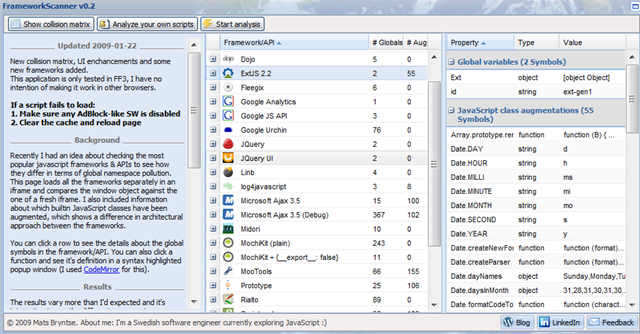 FrameworkScanner v0.2
Show collision matrix
Analyze your own scripts
Start analysis
Updated 2009-01-22
New collision matrix, UI enchancements and some
new frameworks added.
This application is only tested in FF3, I have no
intention of making it work in other browsers.
If a script fails to load:
1. Make sure any AdBlock-like SW is disabled
2. Clear the cache and reload page
Background
Recently I had an idea about checking the most
popular javascript frameworks & APIs to see how
they differ in terms of global namespace pollution.
This page loads all the frameworks separately in an
iframe and compares the window object against the
one of a fresh iframe. I also included information
about which builtin JavaScript classes have been
augmented, which shows a difference in architectural
approach between the frameworks.
You can click a row to see the details about the global
symbols in the framework/API. You can also click a
function and see it's definition in a syntax highlighted
popup window (I used CodeMirror for this).
Results
The results vary more than I'd expected and it's
Framework/API # Globals # Aug
Dojo 5 0
ExtJS 2.2 2 55
Fleegix 6 0
Google Analytics 1 0
Google JS API 3 0
Google Urchin 76 0
JQuery 2 0
JQuery UI 2 0
Linb 4 0
log4javascript 3 8
Microsoft Ajax 3.5 15 100
Microsoft Ajax 3.5 (Debug) 367 102
Midori 10 0
MochiKit (plain) 243 0
MochiKit + {__export__: false} 11 0
MooTools 66 155
Prototype 25 106
Rialto 89 0
Property Type Value
Global variables (2 Symbols)
Ext object [object Object]
id string ext-gen1
JavaScript class augmentations (55
Symbols)
Array.prototype.rer function function (B) { ...
Date.DAY string d
Date.HOUR string h
Date.MILLI string ms
Date.MINUTE string mi
Date.MONTH string mo
Date.SECOND string s
Date.YEAR string y
Date.createNewFor function function (format)...
Date.createParser function function (format)...
Date.dayNames object Sunday,Monday,Tu
Date.daysInMonth object 31,28,31,30,31,30
Date.formatCodeTo function function (charact...
© 2009 Mats Bryntse. About me: I'm a Swedish software engineer currently exploring JavaScript :)
Blog
LinkedIn
Feedback